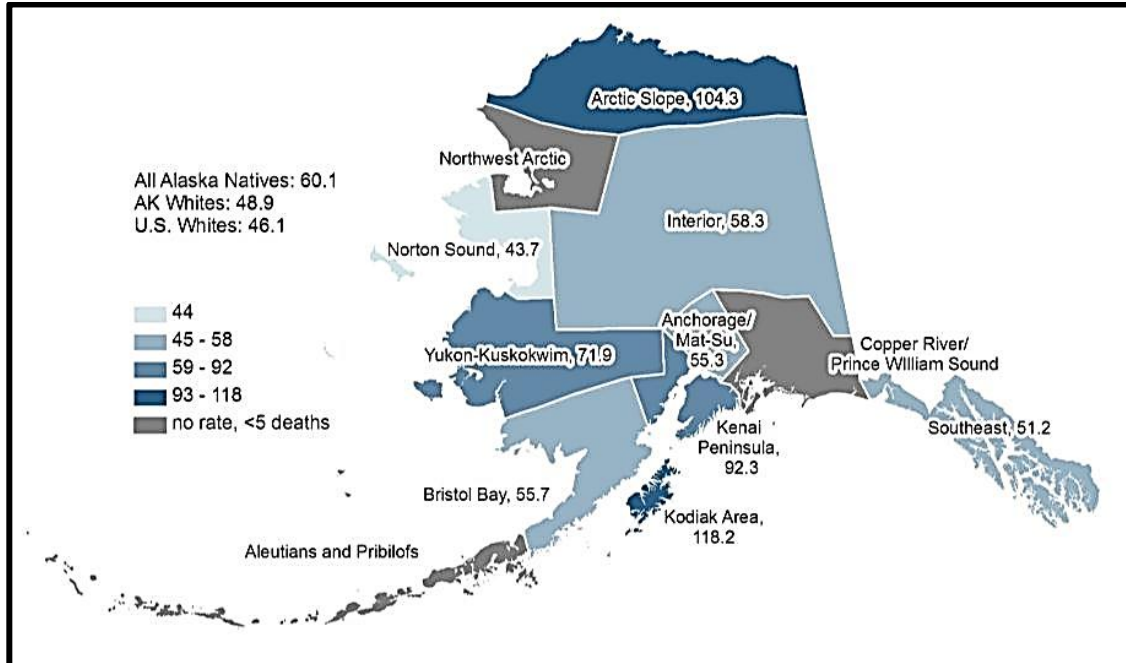 Arctic Slope, 104.3
Northwest Arctic
All Alaska Natives: 60.1
AK Whites: 48.9
U.S. Whites: 46.1
Interior, 58.3
Norton Sound, 43.7
44
45 - 58
59 - 92
93 - 118
no rate, <5 deaths
Anchorage/
Mat-Su,
55.3
Yukon-Kuskokwim, 71.9
Copper River/
Prince WIlliam Sound
Southeast, 51.2
Kenai
Peninsula,
92.3
Bristol Bay, 55.7
Kodiak Area,
118.2
Aleutians and Pribilofs